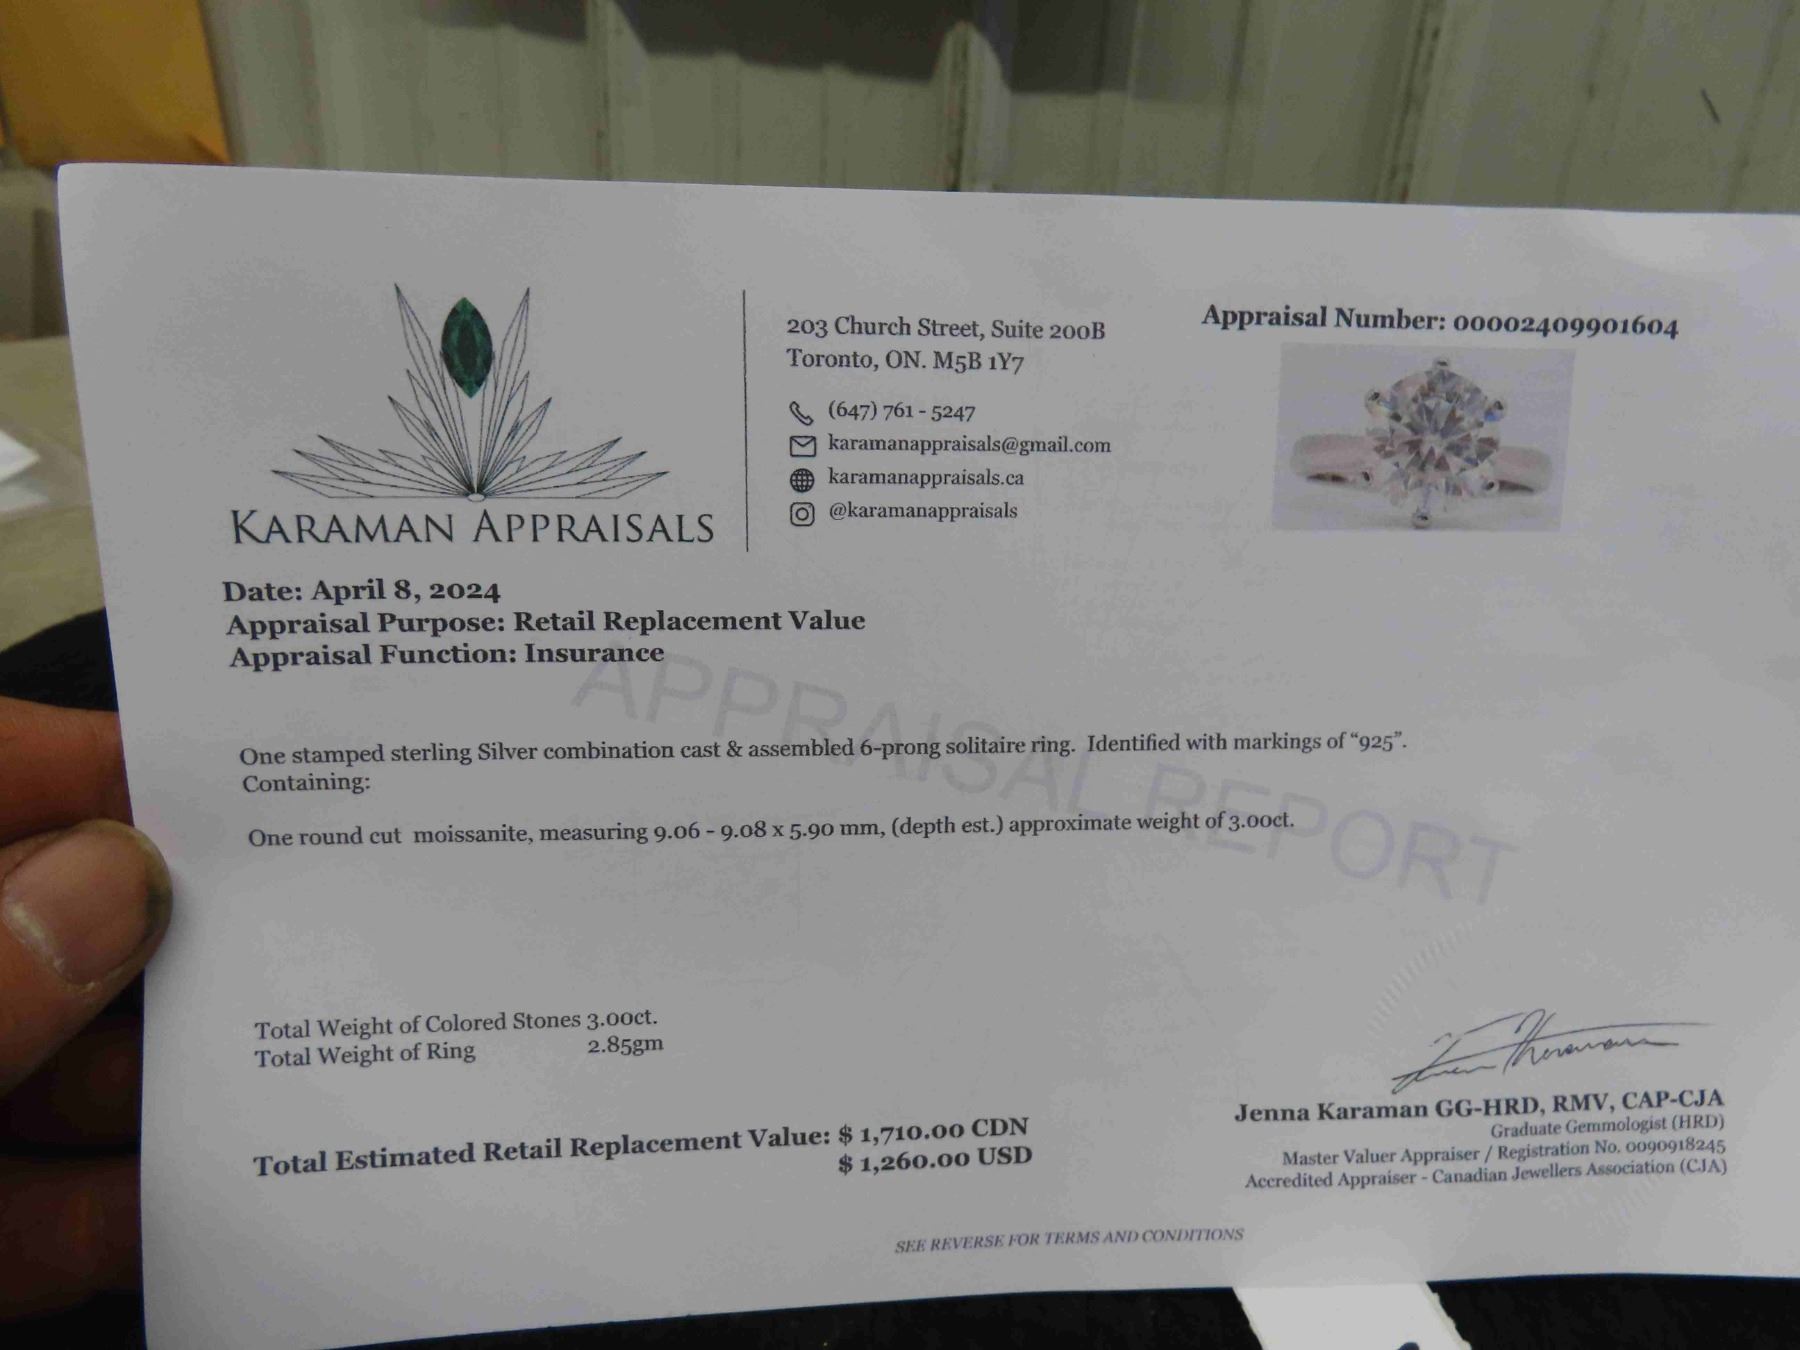 KARAMAN APPRAISALS
203 Church Street, Suite 200B
Toronto, ON. M5B 1Y7
(647) 761 - 5247
karamanappraisals@gmail.com
karamanappraisals.ca
@karamanappraisals
Appraisal Number: 00002409901604
Date: April 8, 2024
Appraisal Purpose: Retail Replacement Value
Appraisal Function: Insurance
APPRAISAL REPORT
One stamped sterling Silver combination cast & assembled 6-prong solitaire ring. Identified with markings of “925”.
Containing:
One round cut moissanite, measuring 9.06 - 9.08 x 5.90 mm, (depth est.) approximate weight of 3.00ct.
Total Weight of Colored Stones 3.00ct.
Total Weight of Ring 2.85gm
Total Estimated Retail Replacement Value: $ 1,710.00 CDN
$ 1,260.00 USD
Jenna Karaman GG-HRD, RMV, CAP-CJA
Graduate Gemmologist (HRD)
Master Valuer Appraiser / Registration No. 0090918245
Accredited Appraiser - Canadian Jewellers Association (CJA)
SEE REVERSE FOR TERMS AND CONDITIONS